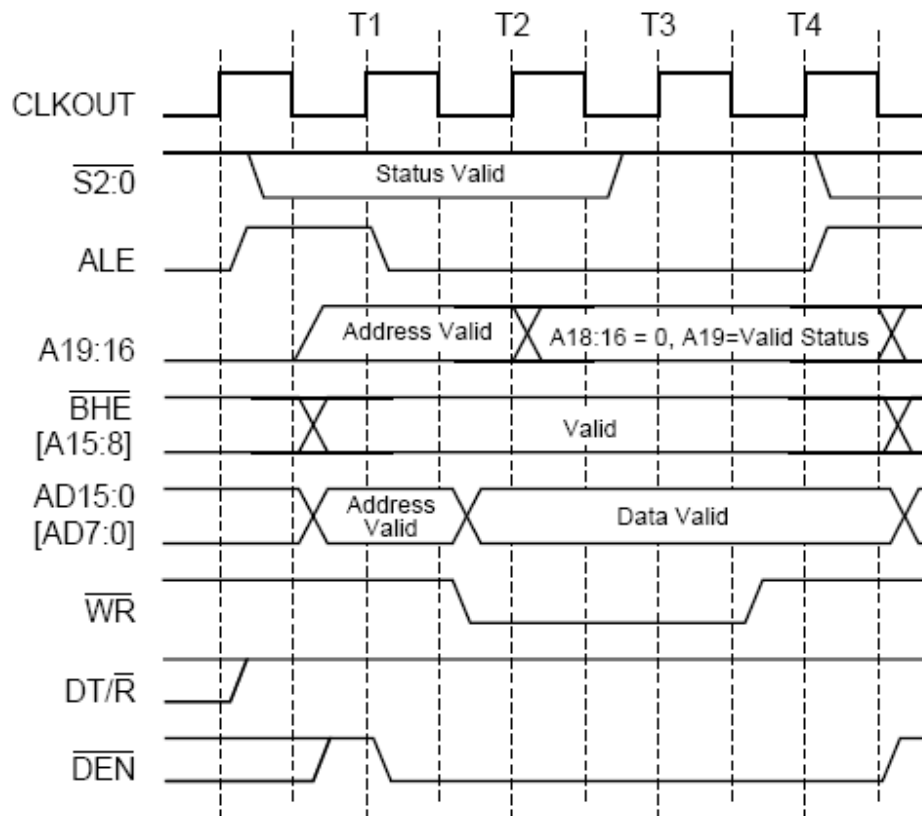 T1 T2 T3 T4
CLKOUT
S2:0
Status Valid
ALE
A19:16
Address Valid
A18:16 = 0, A19=Valid Status
BHE
[A15:8]
Valid
AD15:0
[AD7:0]
Address
Valid
Data Valid
WR
DT/R
DEN